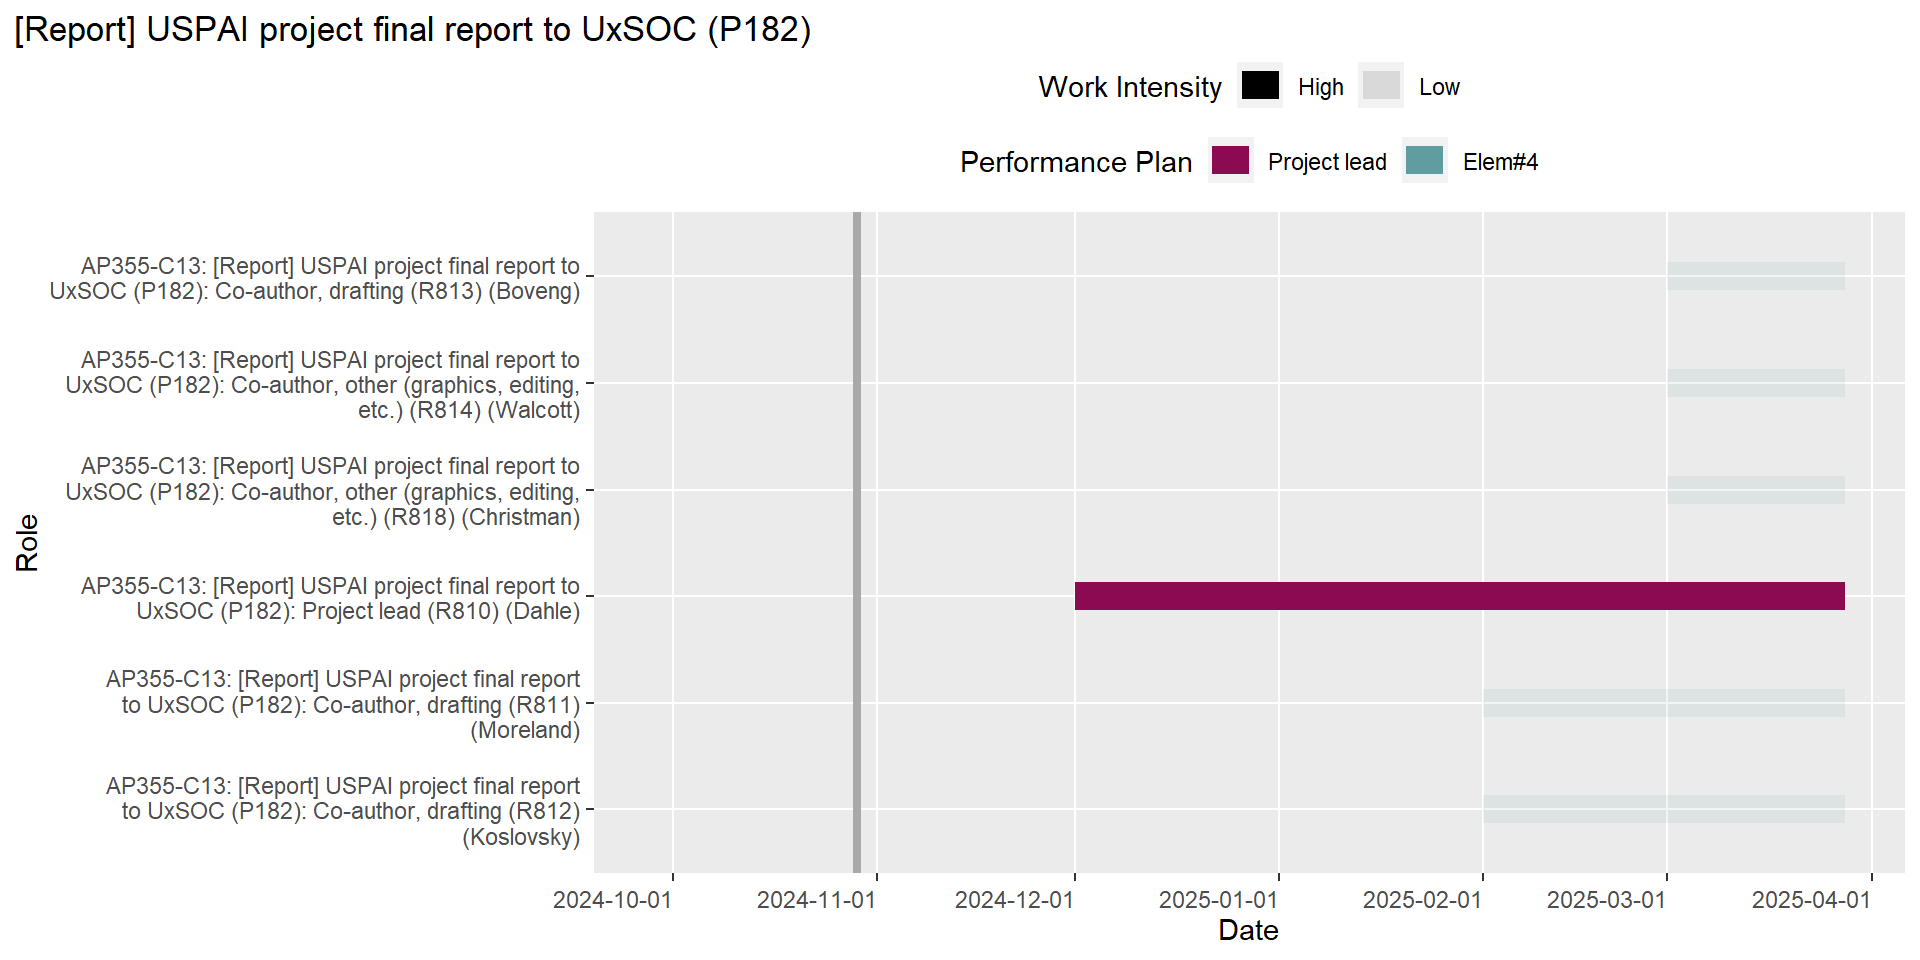 [Report] USPAI project final report to UxSOC (P182)
Work Intensity High Low
Performance Plan Project lead Elem#4
Role
AP355-C13: [Report] USPAI project final report to
UxSOC (P182): Co-author, drafting (R813) (Boveng)
AP355-C13: [Report] USPAI project final report to
UxSOC (P182): Co-author, other (graphics, editing,
etc.) (R814) (Walcott)
AP355-C13: [Report] USPAI project final report to
UxSOC (P182): Co-author, other (graphics, editing,
etc.) (R818) (Christman)
AP355-C13: [Report] USPAI project final report to
UxSOC (P182): Project lead (R810) (Dahle)
AP355-C13: [Report] USPAI project final report
to UxSOC (P182): Co-author, drafting (R811)
(Moreland)
AP355-C13: [Report] USPAI project final report
to UxSOC (P182): Co-author, drafting (R812)
(Koslovsky)
2024-10-01 2024-11-01 2024-12-01 2025-01-01 2025-02-01 2025-03-01 2025-04-01
Date